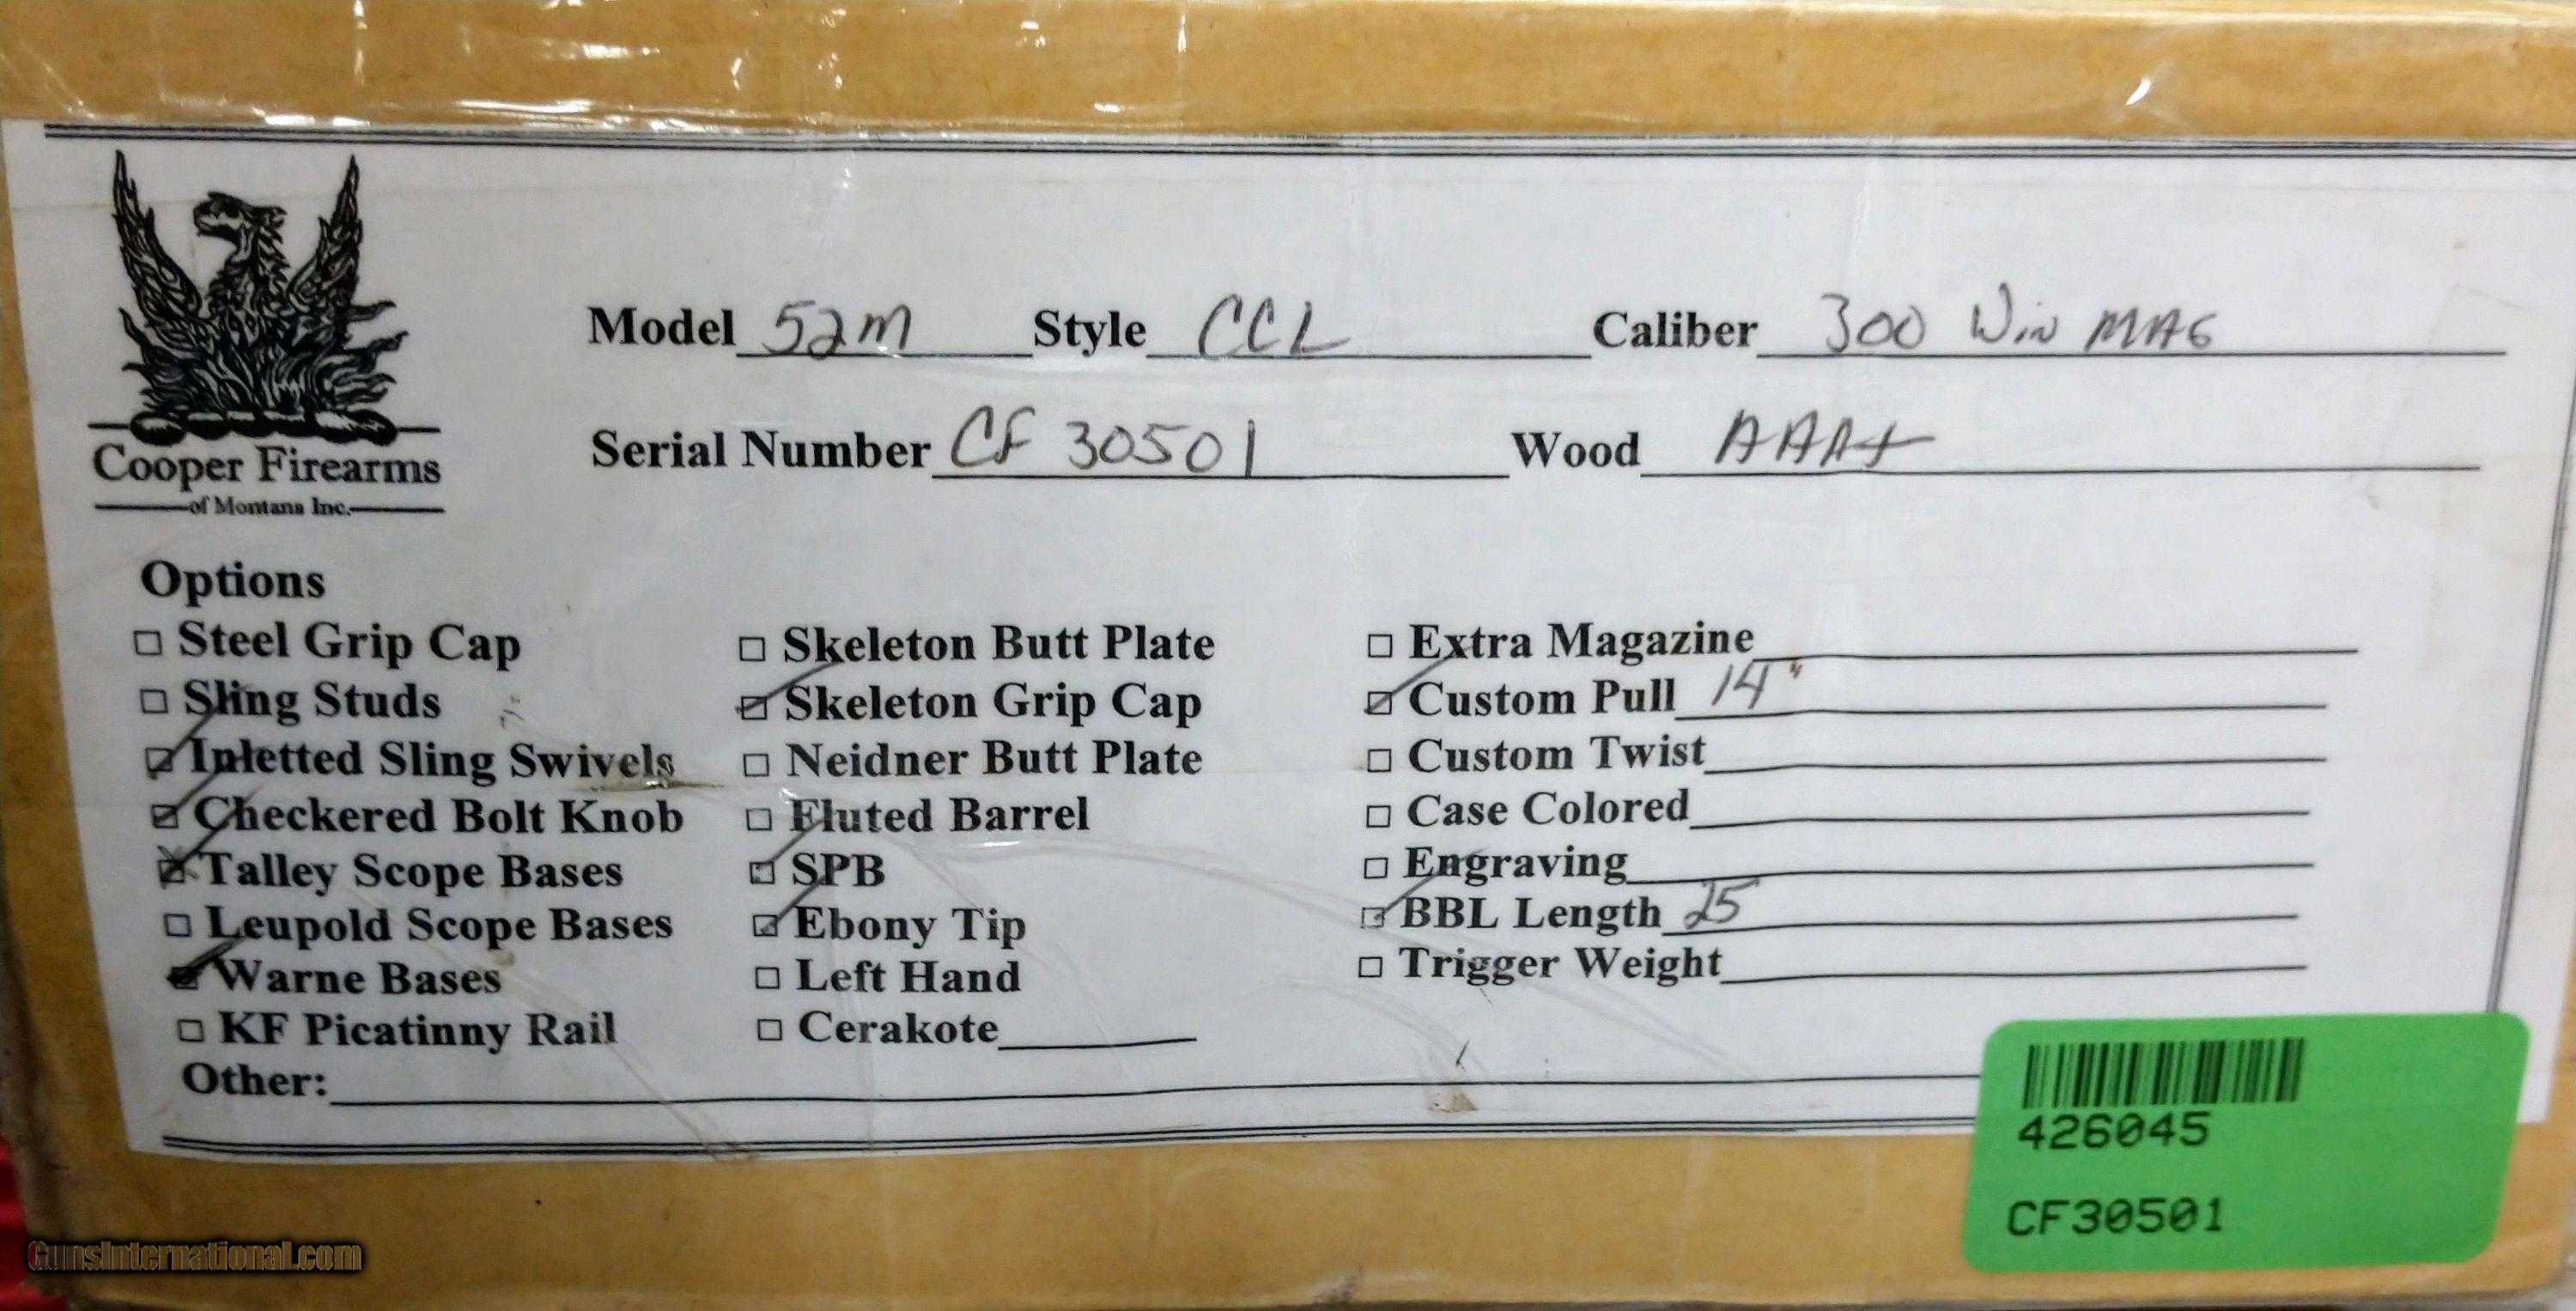 Model 52M Style CCL Caliber 300 Win MAG
Serial Number CF 30501 Wood AAA+
Cooper Firearms
of Montana Inc.
Options
☐ Steel Grip Cap ☐ Skeleton Butt Plate ☐ Extra Magazine
☐ Sling Studs ☑ Skeleton Grip Cap ☑ Custom Pull 14"
☑ Inletted Sling Swivels ☐ Neidner Butt Plate ☐ Custom Twist
☑ Checkered Bolt Knob ☐ Fluted Barrel ☐ Case Colored
☒ Talley Scope Bases ☑ SPB ☐ Engraving
☐ Leupold Scope Bases ☑ Ebony Tip ☑ BBL Length 25
☑ Warne Bases ☐ Left Hand ☐ Trigger Weight
☐ KF Picatinny Rail ☐ Cerakote
Other:
426045
CF30501
GunsInternational.com